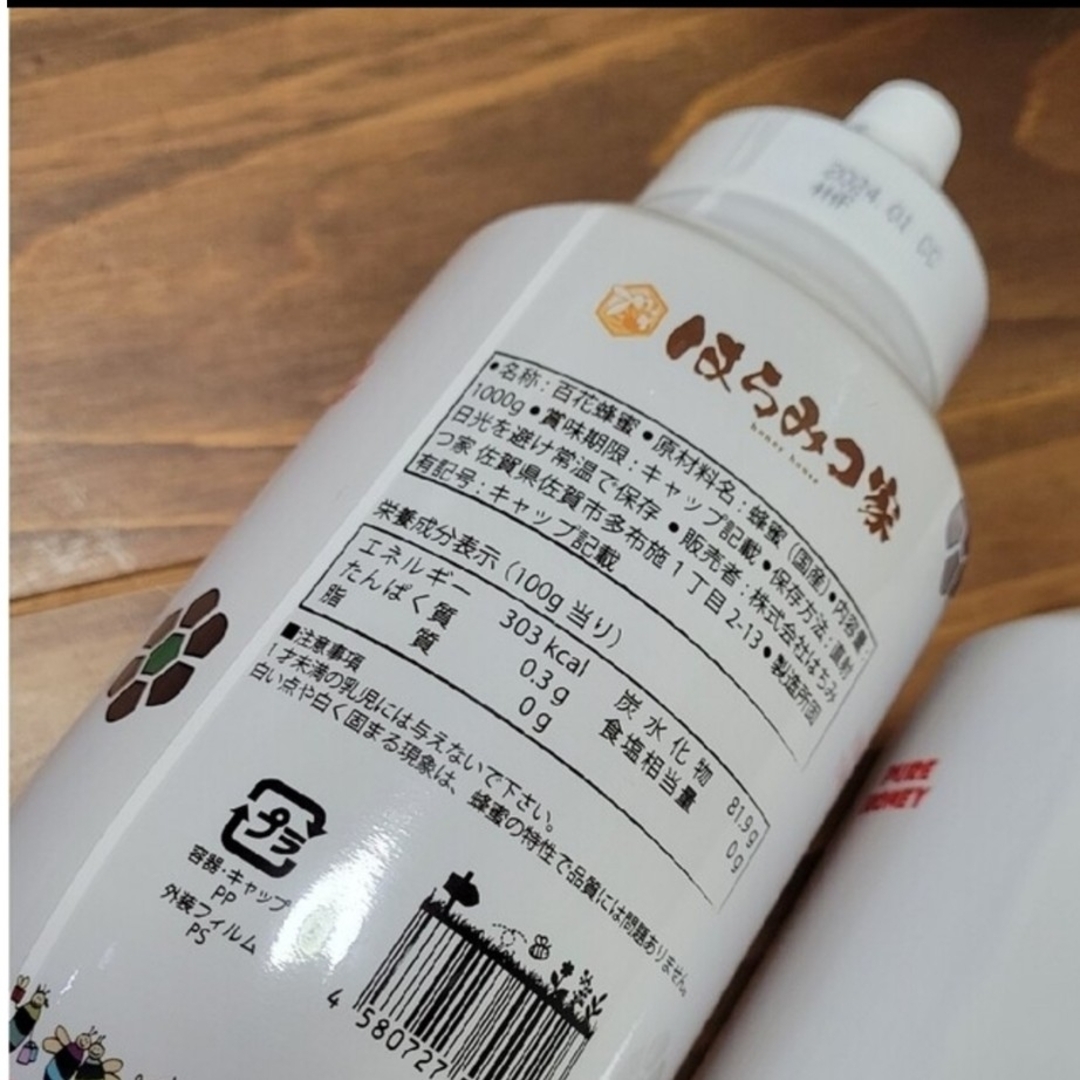 2024.01
HF
はちみつ家
honey house
•名称：百花蜂蜜•原材料名：蜂蜜（国産）•内容量：
1000g•賞味期限：キャップ記載•保存方法：直射
日光を避け常温で保存•販売者：株式会社はちみ
つ家 佐賀県佐賀市多布施1丁目2-13•製造所固
有記号：キャップ記載
栄養成分表示（100g当り）
エネルギー 303 kcal 炭水化物 81.9g
たんぱく質 0.3g 食塩相当量 0g
脂質 0g
■注意事項
1才未満の乳児には与えないで下さい。
白い点や白く固まる現象は、蜂蜜の特性で品質には問題ありません。
プラ
容器・キャップ
PP
外装フィルム
PS
4 580727
PURE
HONEY